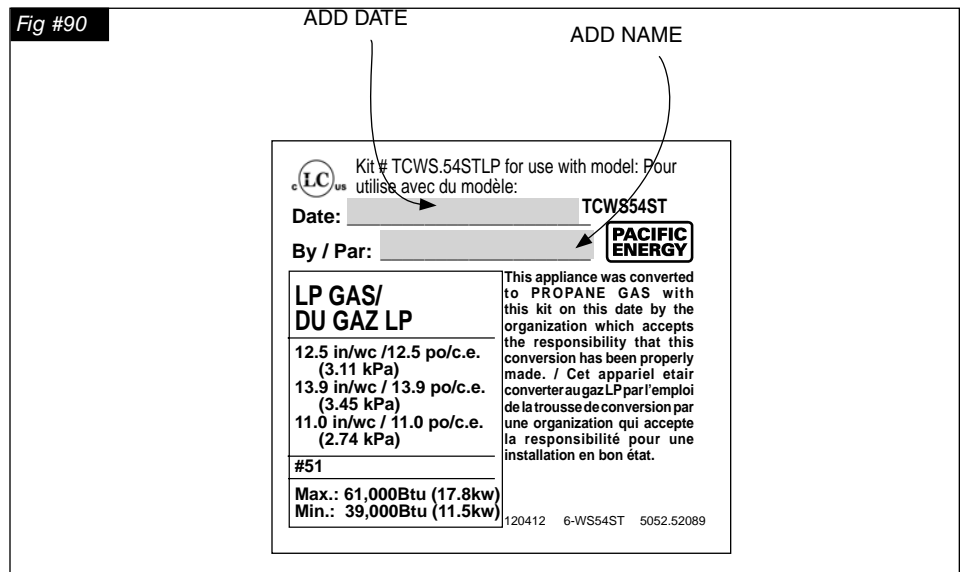 Fig #90
ADD DATE
ADD NAME
c LC us
Kit # TCWS.54STLP for use with model: Pour
utilise avec du modèle:
Date: TCWS54ST
By / Par:
PACIFIC
ENERGY
LP GAS/
DU GAZ LP
12.5 in/wc /12.5 po/c.e.
(3.11 kPa)
13.9 in/wc / 13.9 po/c.e.
(3.45 kPa)
11.0 in/wc / 11.0 po/c.e.
(2.74 kPa)
#51
Max.: 61,000Btu (17.8kw)
Min.: 39,000Btu (11.5kw)
This appliance was converted
to PROPANE GAS with
this kit on this date by the
organization which accepts
the responsibility that this
conversion has been properly
made. / Cet appariel etair
converter au gaz LP par l'emploi
de la trousse de conversion par
une organization qui accepte
la responsibilité pour une
installation en bon état.
120412 6-WS54ST 5052.52089